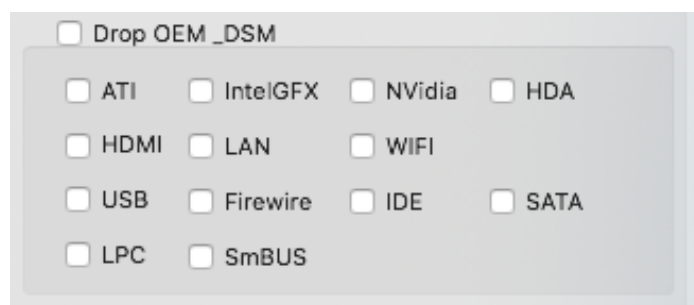 Drop OEM _DSM
ATI IntelGFX NVidia HDA
HDMI LAN WIFI
USB Firewire IDE SATA
LPC SmBUS